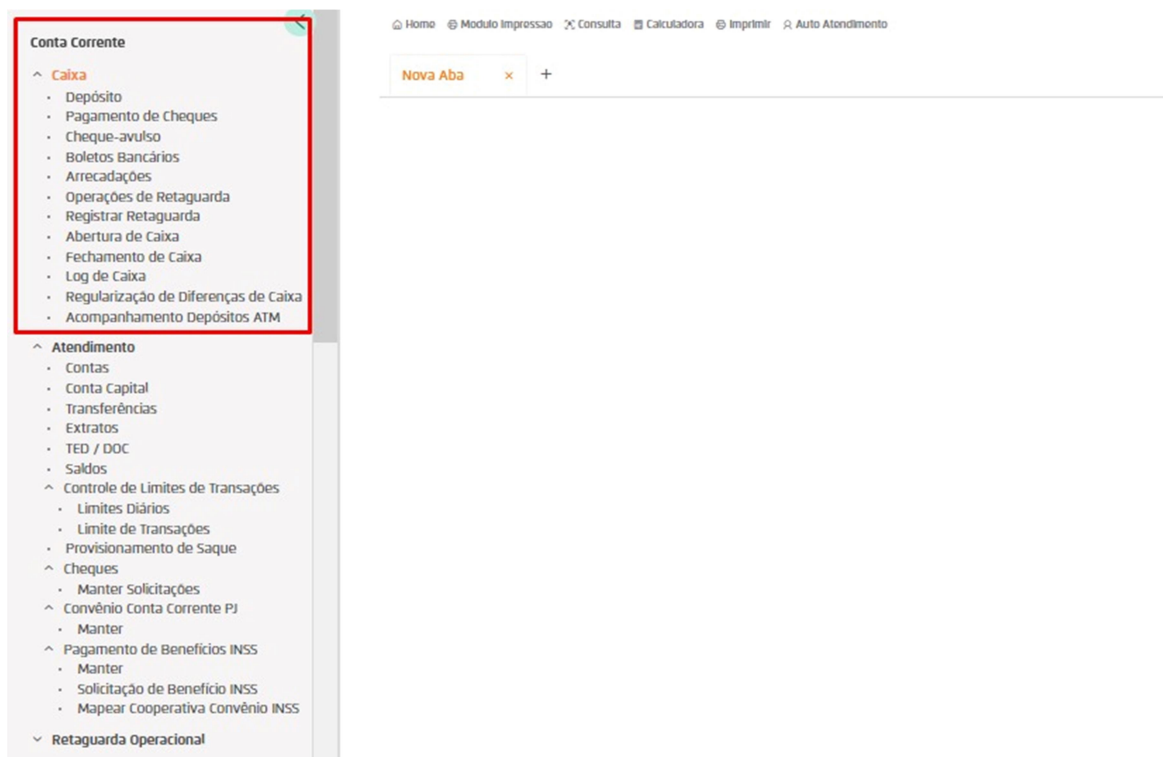 Home Modulo Impressao Consulta Calculadora Imprimir Auto Atendimento
Nova Aba × +
Conta Corrente
Caixa
Depósito
Pagamento de Cheques
Cheque-avulso
Boletos Bancários
Arrecadações
Operações de Retaguarda
Registrar Retaguarda
Abertura de Caixa
Fechamento de Caixa
Log de Caixa
Regularização de Diferenças de Caixa
Acompanhamento Depósitos ATM
Atendimento
Contas
Conta Capital
Transferências
Extratos
TED / DOC
Saldos
Controle de Limites de Transações
Limites Diários
Limite de Transações
Provisionamento de Saque
Cheques
Manter Solicitações
Convênio Conta Corrente PJ
Manter
Pagamento de Benefícios INSS
Manter
Solicitação de Benefício INSS
Mapear Cooperativa Convênio INSS
Retaguarda Operacional